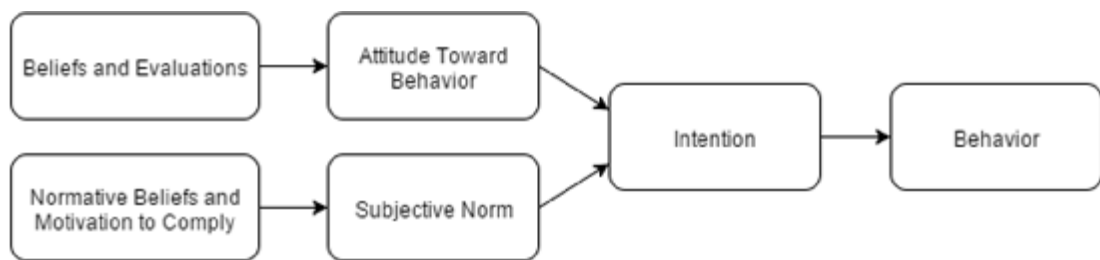 Beliefs and Evaluations
Attitude Toward
Behavior
Intention
Behavior
Normative Beliefs and
Motivation to Comply
Subjective Norm